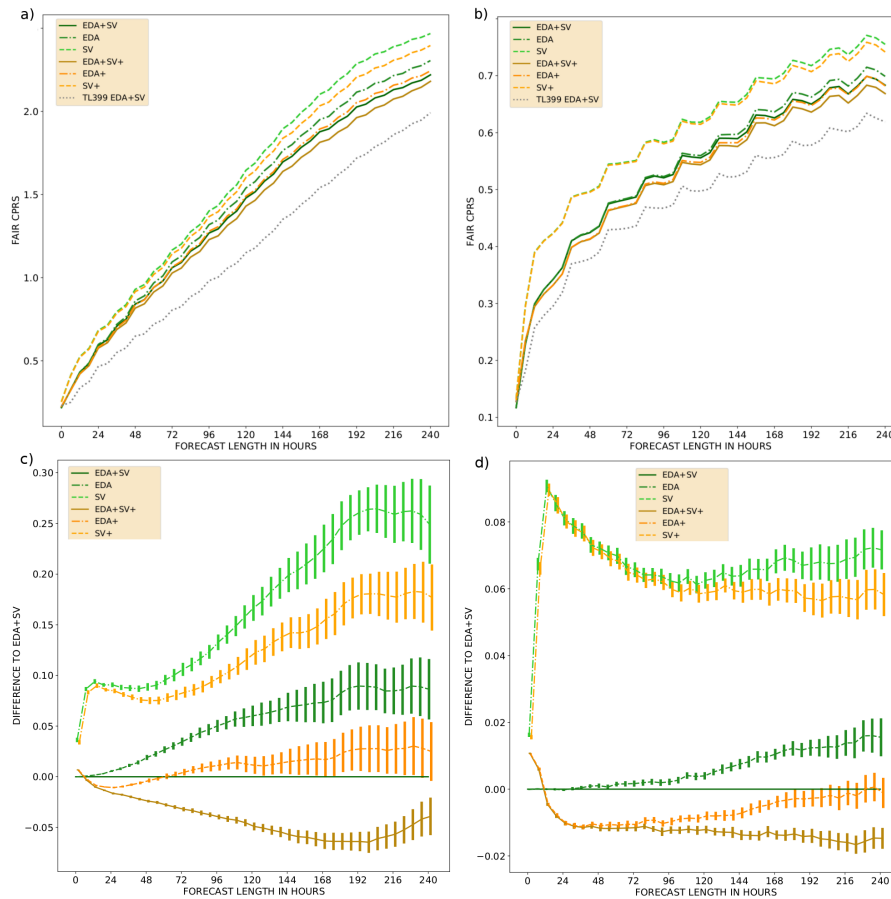 a)
EDA+SV
EDA
SV
EDA+SV+
EDA+
SV+
TL399 EDA+SV
2.5
2.0
1.5
1.0
0.5
FAIR CPRS
0 24 48 72 96 120 144 168 192 216 240
FORECAST LENGTH IN HOURS
b)
EDA+SV
EDA
SV
EDA+SV+
EDA+
SV+
TL399 EDA+SV
0.7
0.6
0.5
0.4
0.3
0.2
0.1
FAIR CPRS
0 24 48 72 96 120 144 168 192 216 240
FORECAST LENGTH IN HOURS
c)
EDA+SV
EDA
SV
EDA+SV+
EDA+
SV+
0.30
0.25
0.20
0.15
0.10
0.05
0.00
−0.05
DIFFERENCE TO EDA+SV
0 24 48 72 96 120 144 168 192 216 240
FORECAST LENGTH IN HOURS
d)
EDA+SV
EDA
SV
EDA+SV+
EDA+
SV+
0.08
0.06
0.04
0.02
0.00
−0.02
DIFFERENCE TO EDA+SV
0 24 48 72 96 120 144 168 192 216 240
FORECAST LENGTH IN HOURS